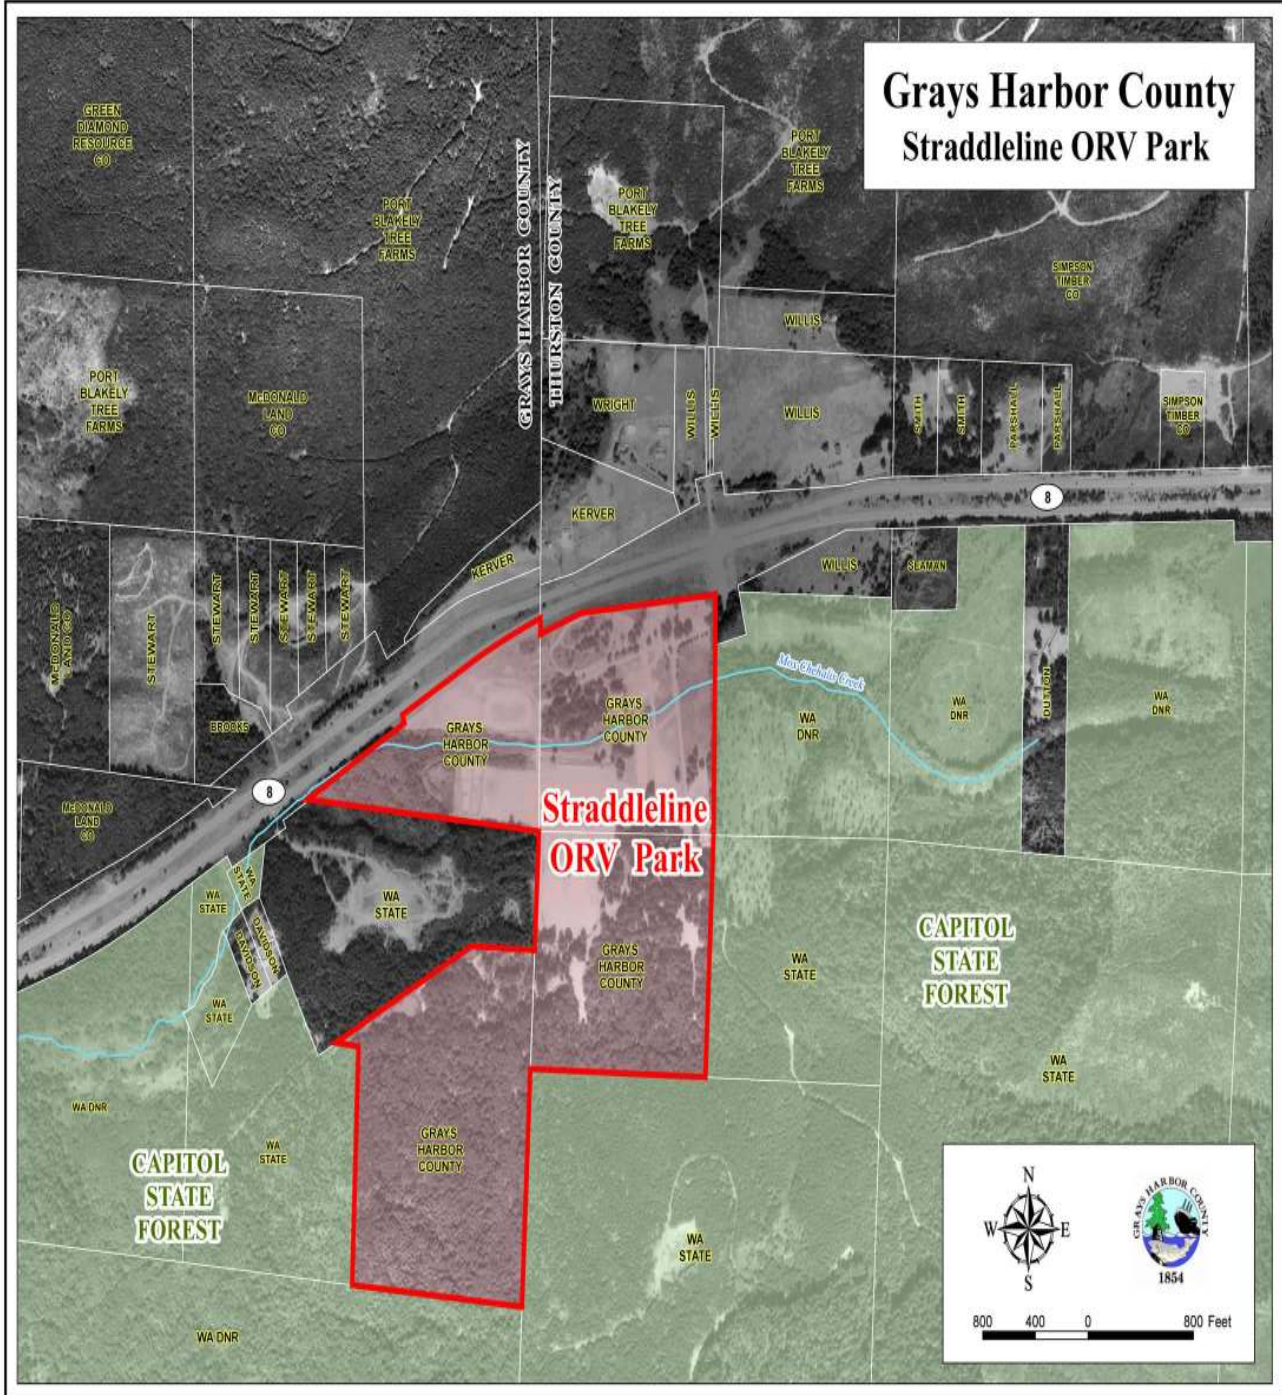 Grays Harbor County
Straddleline ORV Park
GREEN
DIAMOND
RESOURCE
CO
PORT
BLAKELY
TREE
FARMS
GRAYS HARBOR COUNTY
THURSTON COUNTY
PORT
BLAKELY
TREE
FARMS
PORT
BLAKELY
TREE
FARMS
SIMPSON
TIMBER
CO
PORT
BLAKELY
TREE
FARMS
McDONALD
LAND
CO
WILLIS
WRIGHT
WILLIS
WILLIS
WILLIS
SMITH
SMITH
PARSHALL
PARSHALL
SIMPSON
TIMBER
CO
8
KERVER
KERVER
WILLIS
SEAMAN
McDONALD
LAND CO
STEWART
STEWART
STEWART
STEWART
STEWART
STEWART
BROOKS
8
McDONALD
LAND
CO
GRAYS
HARBOR
COUNTY
GRAYS
HARBOR
COUNTY
Mox Chehalis Creek
WA
DNR
WA
DNR
DUSTON
WA
DNR
Straddleline
ORV Park
WA
STATE
WA
STATE
WA
STATE
DAVIDSON
DAVIDSON
WA
STATE
GRAYS
HARBOR
COUNTY
WA
STATE
CAPITOL
STATE
FOREST
WA
STATE
WA DNR
WA
STATE
CAPITOL
STATE
FOREST
GRAYS
HARBOR
COUNTY
WA
STATE
WA DNR
N
W
E
S
GRAYS HARBOR COUNTY
1854
800 400 0 800 Feet